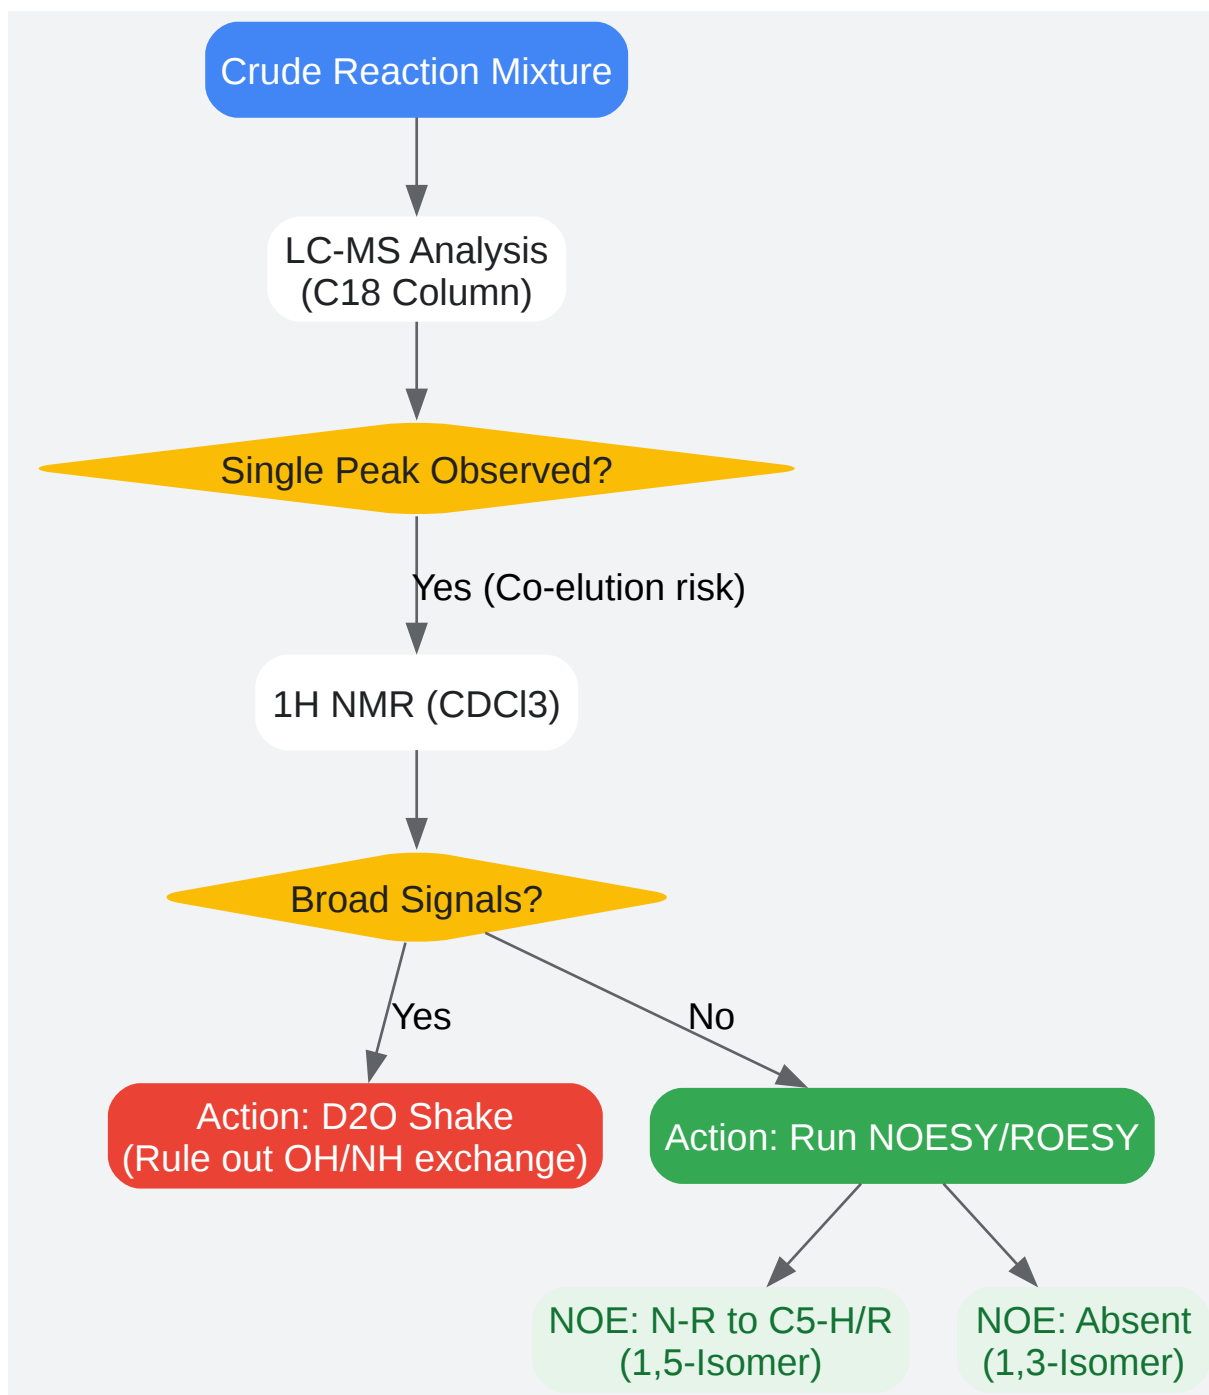 Crude Reaction Mixture
LC-MS Analysis
(C18 Column)
Single Peak Observed?
Yes (Co-elution risk)
1H NMR (CDCl3)
Broad Signals?
Yes
No
Action: D2O Shake
(Rule out OH/NH exchange)
Action: Run NOESY/ROESY
NOE: N-R to C5-H/R
(1,5-Isomer)
NOE: Absent
(1,3-Isomer)